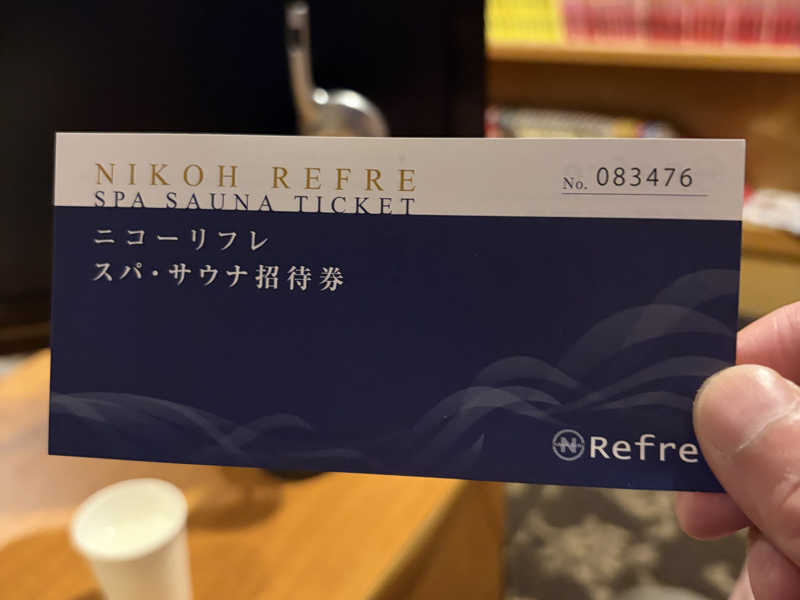 NIKOH REFRE
SPA SAUNA TICKET
No. 083476
ニコーリフレ
スパ・サウナ招待券
N Refre